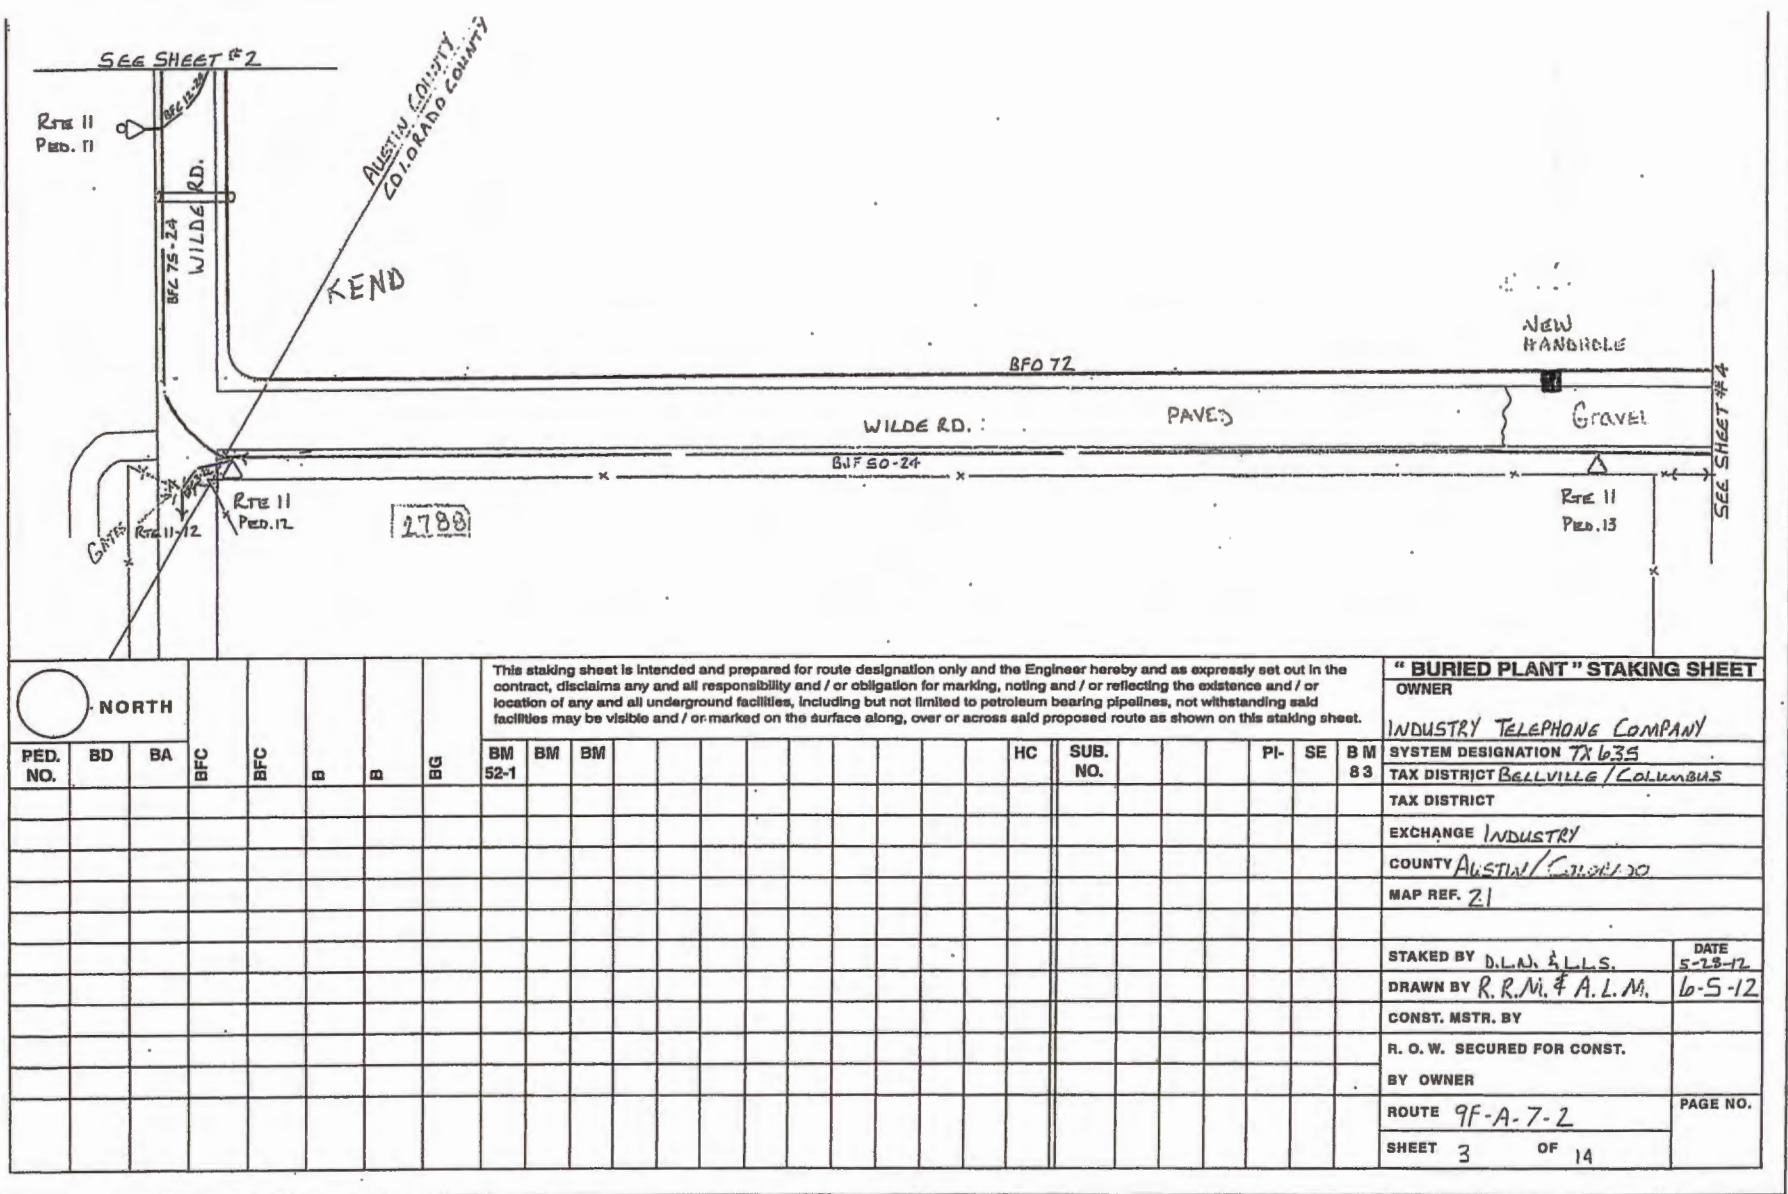 SEE SHEET #2
AUSTIN COUNTY
COLORADO COUNTY
RTE 11
PED. 11
BFC 12-24
WILDE RD.
BFC 75-24
END
NEW
HANDHOLE
BFO 72
WILDE RD.
PAVED
Gravel
SEE SHEET #4
BJF 50-24
RTE 11
PED. 12
RTE 11-12
GATES
2788
RTE 11
PED. 13
NORTH
This staking sheet is intended and prepared for route designation only and the Engineer hereby and as expressly set out in the
contract, disclaims any and all responsibility and / or obligation for marking, noting and / or reflecting the existence and / or
location of any and all underground facilities, including but not limited to petroleum bearing pipelines, not withstanding said
facilities may be visible and / or marked on the surface along, over or across said proposed route as shown on this staking sheet.
PED. NO.
BD
BA
BFC
BFC
B
B
BG
BM 52-1
BM
BM
HC
SUB. NO.
PI-
SE
BM 83
" BURIED PLANT " STAKING SHEET
OWNER
INDUSTRY TELEPHONE COMPANY
SYSTEM DESIGNATION TX 635
TAX DISTRICT BELLVILLE / COLUMBUS
TAX DISTRICT
EXCHANGE INDUSTRY
COUNTY AUSTIN / COLORADO
MAP REF. 21
STAKED BY D.L.N. & L.L.S.
DATE
5-23-12
DRAWN BY R.R.M. & A.L.M.
6-5-12
CONST. MSTR. BY
R. O. W. SECURED FOR CONST.
BY OWNER
ROUTE 9F-A-7-2
PAGE NO.
SHEET 3 OF 14